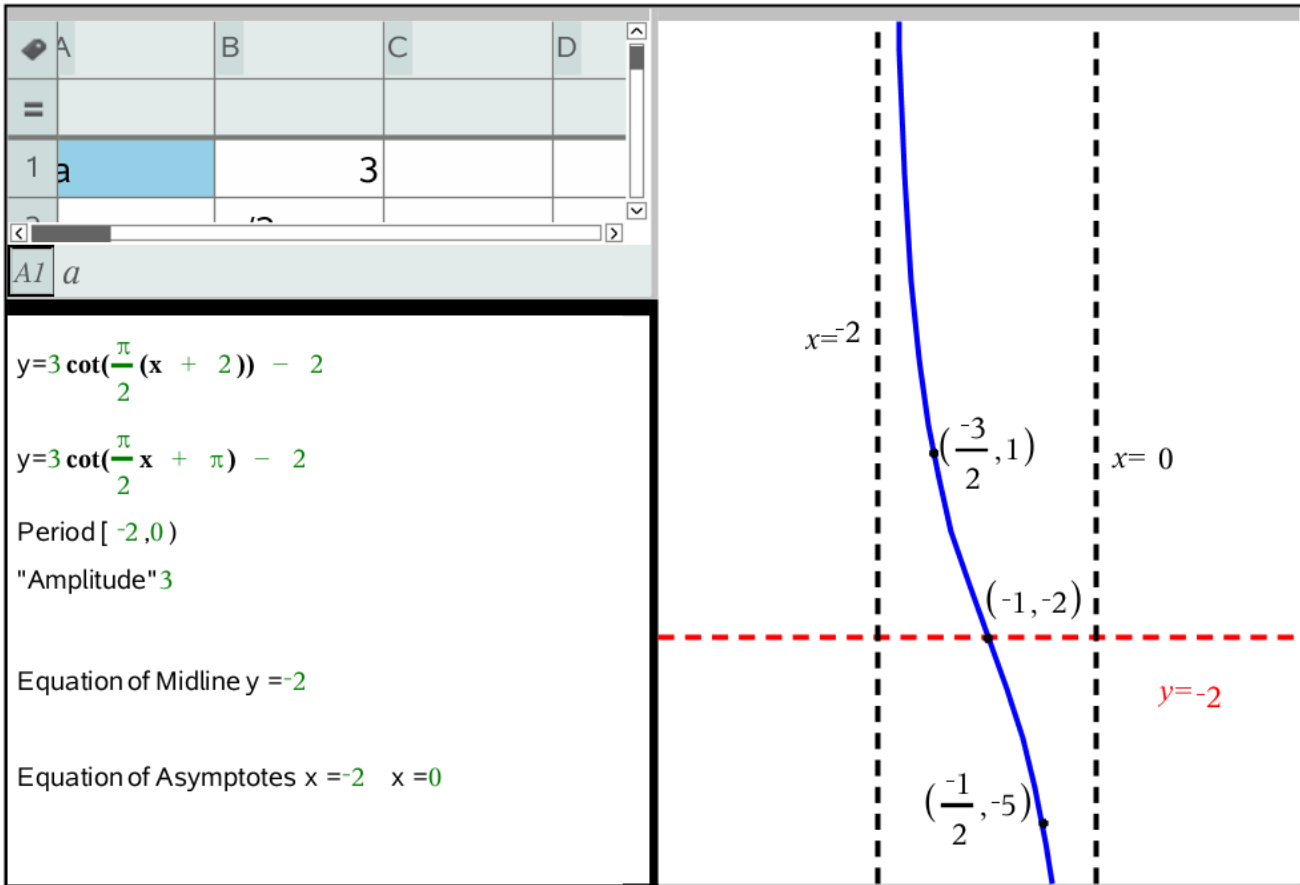 A B C D
=
1 a 3
A1 a
y=3 cot(π/2 (x + 2)) − 2
y=3 cot(π/2 x + π) − 2
Period [ -2 ,0 )
"Amplitude" 3
Equation of Midline y =-2
Equation of Asymptotes x =-2 x =0
x=-2
(-3/2, 1)
x= 0
(-1,-2)
y=-2
(-1/2, -5)